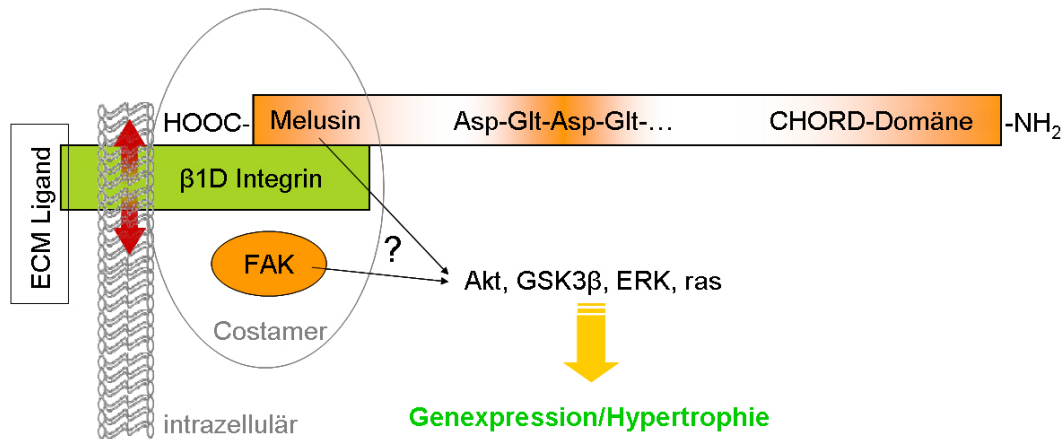 HOOC-
Melusin
Asp-Glt-Asp-Glt-...
CHORD-Domäne
-NH2
β1D Integrin
ECM Ligand
FAK
?
Akt, GSK3β, ERK, ras
Costamer
intrazellulär
Genexpression/Hypertrophie